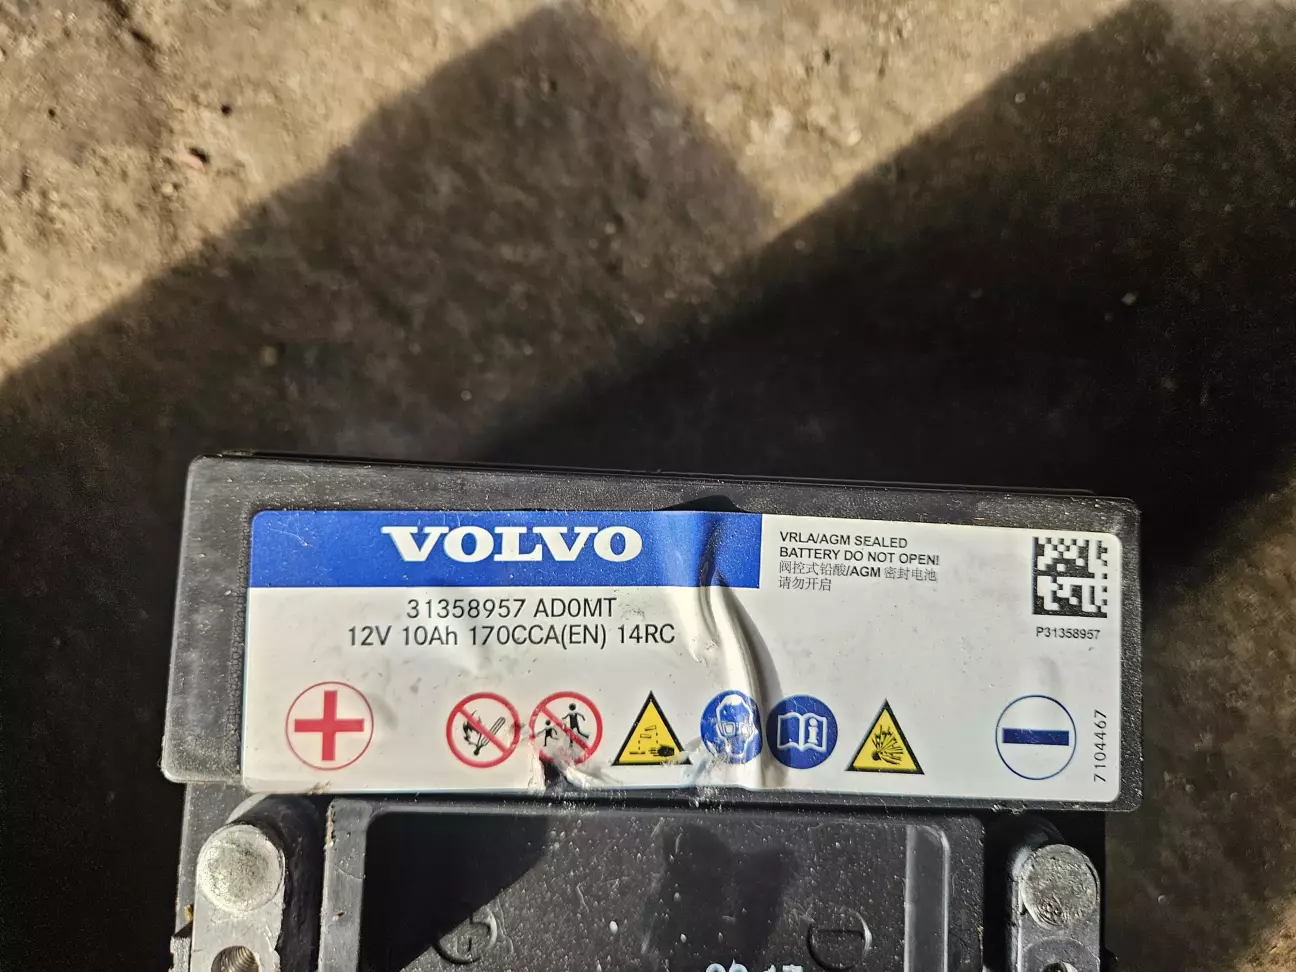 VOLVO
31358957 AD0MT
12V 10Ah 170CCA(EN) 14RC
VRLA/AGM SEALED
BATTERY DO NOT OPEN!
阀控式铅酸/AGM 密封电池
请勿开启
P31358957
7104467